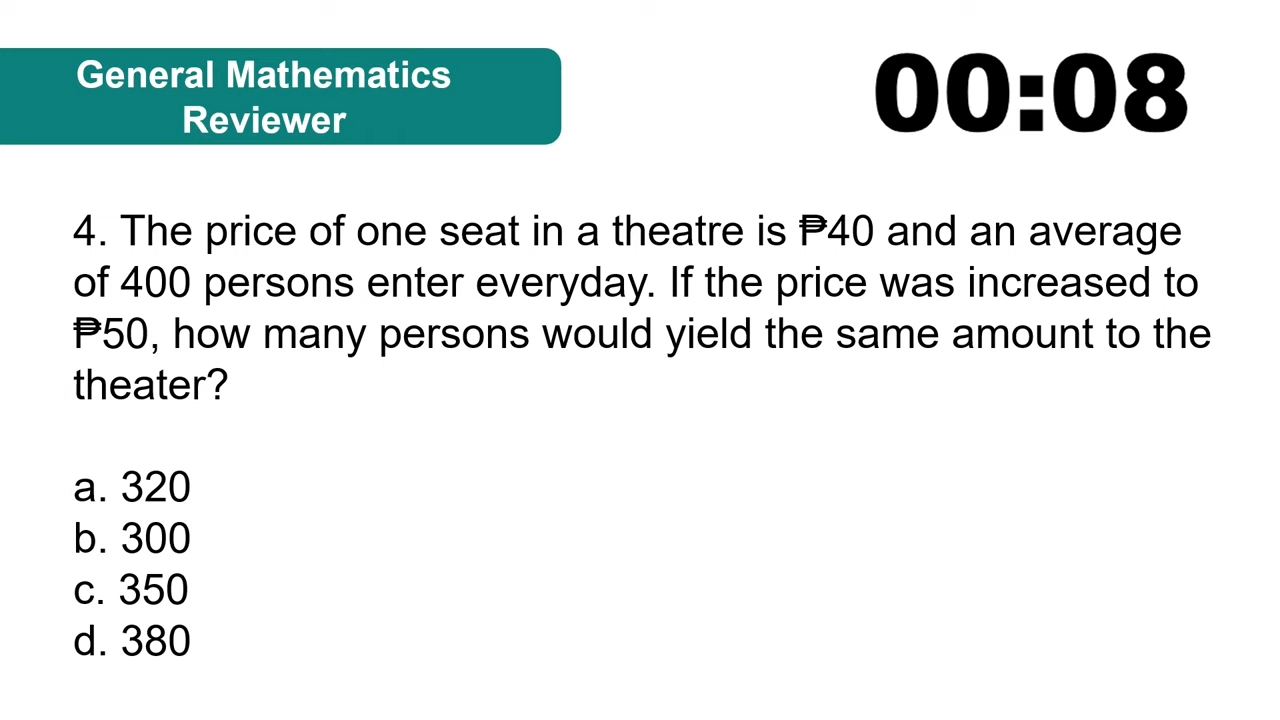 General Mathematics
Reviewer
00:08
4. The price of one seat in a theatre is ₱40 and an average
of 400 persons enter everyday. If the price was increased to
₱50, how many persons would yield the same amount to the
theater?
a. 320
b. 300
c. 350
d. 380